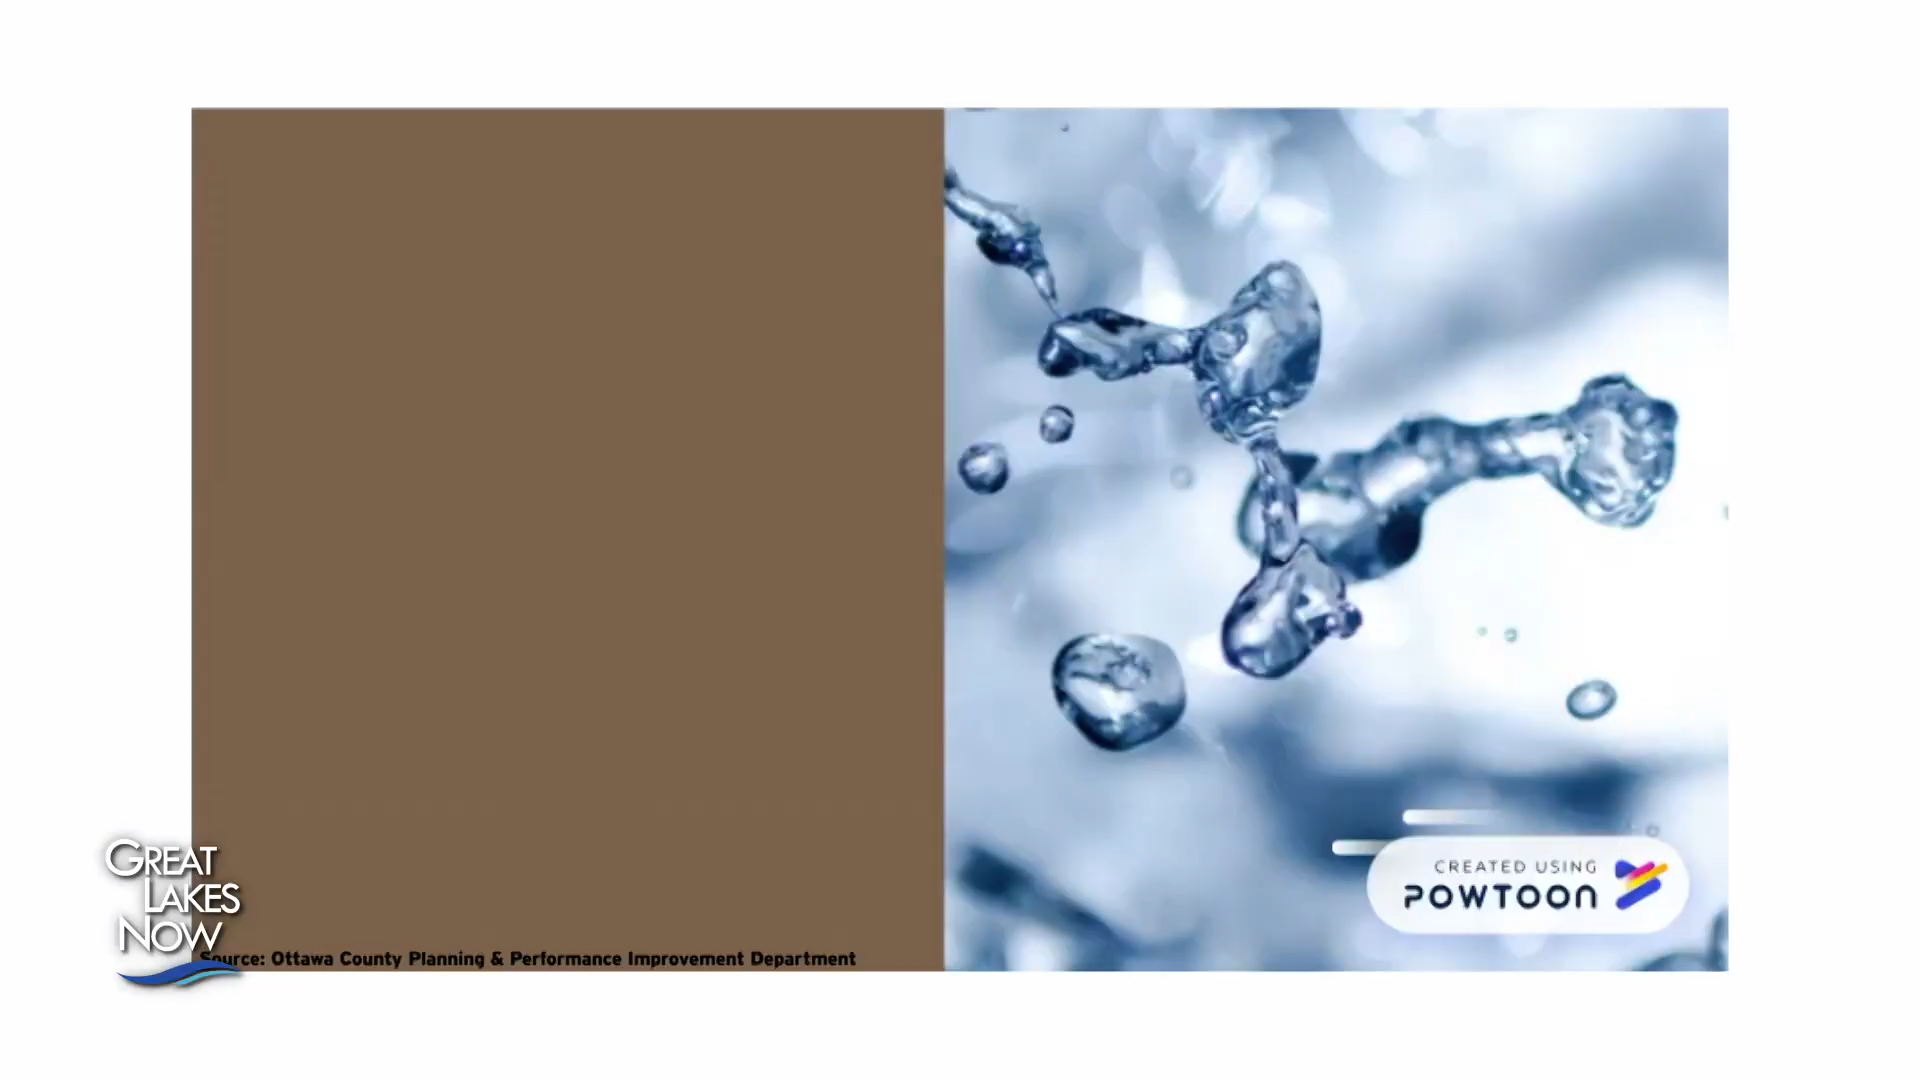 GREAT
LAKES
NOW
Source: Ottawa County Planning & Performance Improvement Department
CREATED USING
POWTOON